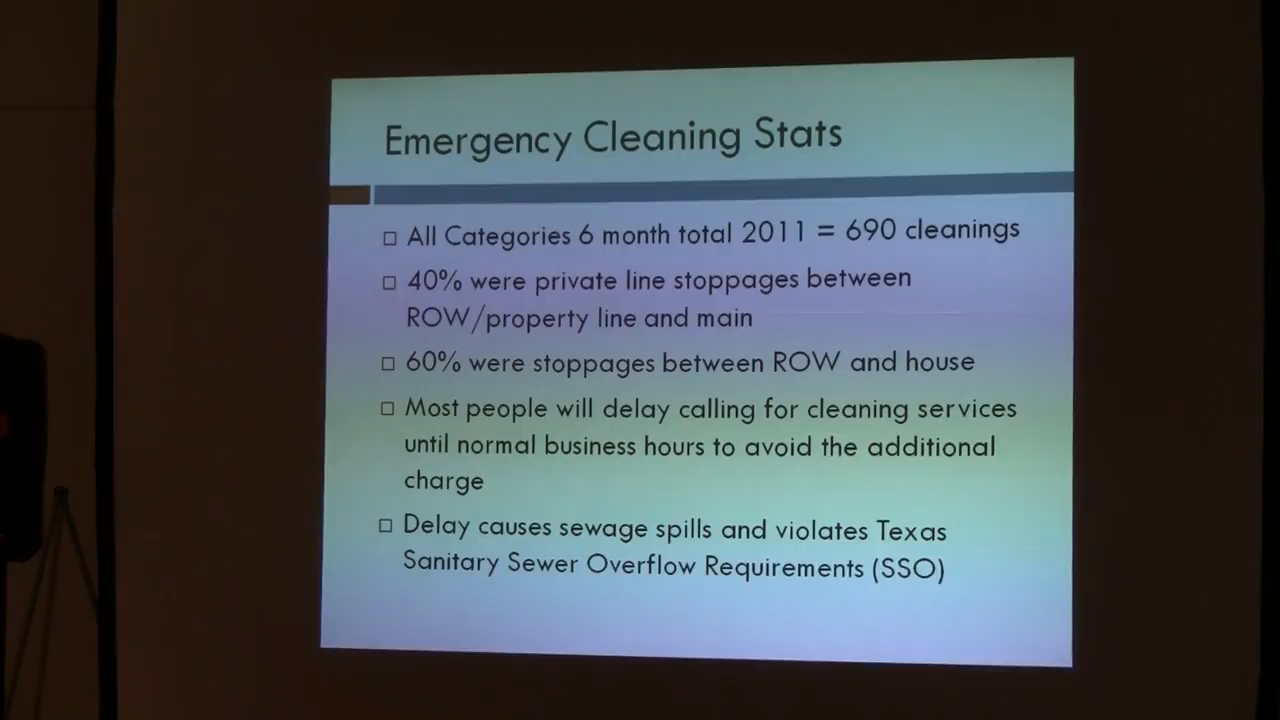 Emergency Cleaning Stats
All Categories 6 month total 2011 = 690 cleanings
40% were private line stoppages between
ROW/property line and main
60% were stoppages between ROW and house
Most people will delay calling for cleaning services
until normal business hours to avoid the additional
charge
Delay causes sewage spills and violates Texas
Sanitary Sewer Overflow Requirements (SSO)